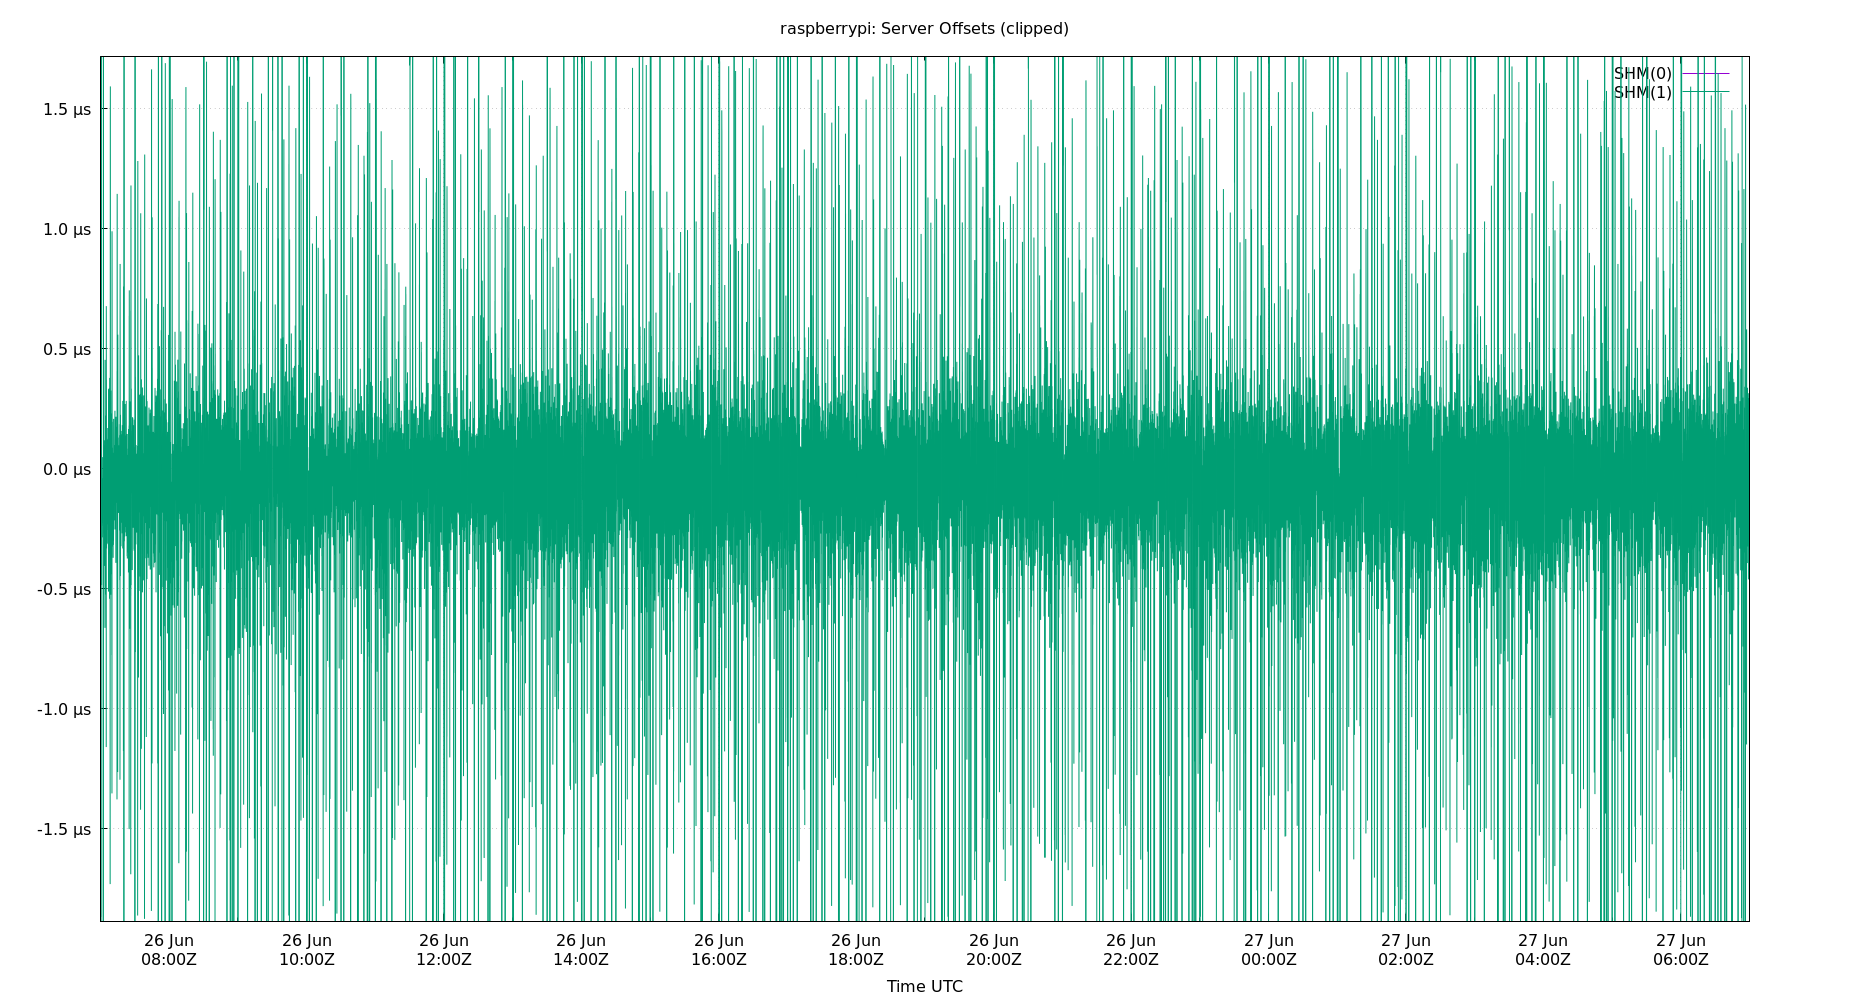 raspberrypi: Server Offsets (clipped)
SHM(0)
SHM(1)
1.5 µs
1.0 µs
0.5 µs
0.0 µs
-0.5 µs
-1.0 µs
-1.5 µs
26 Jun 26 Jun 26 Jun 26 Jun 26 Jun 26 Jun 26 Jun 26 Jun 27 Jun 27 Jun 27 Jun 27 Jun
08:00Z 10:00Z 12:00Z 14:00Z 16:00Z 18:00Z 20:00Z 22:00Z 00:00Z 02:00Z 04:00Z 06:00Z
Time UTC